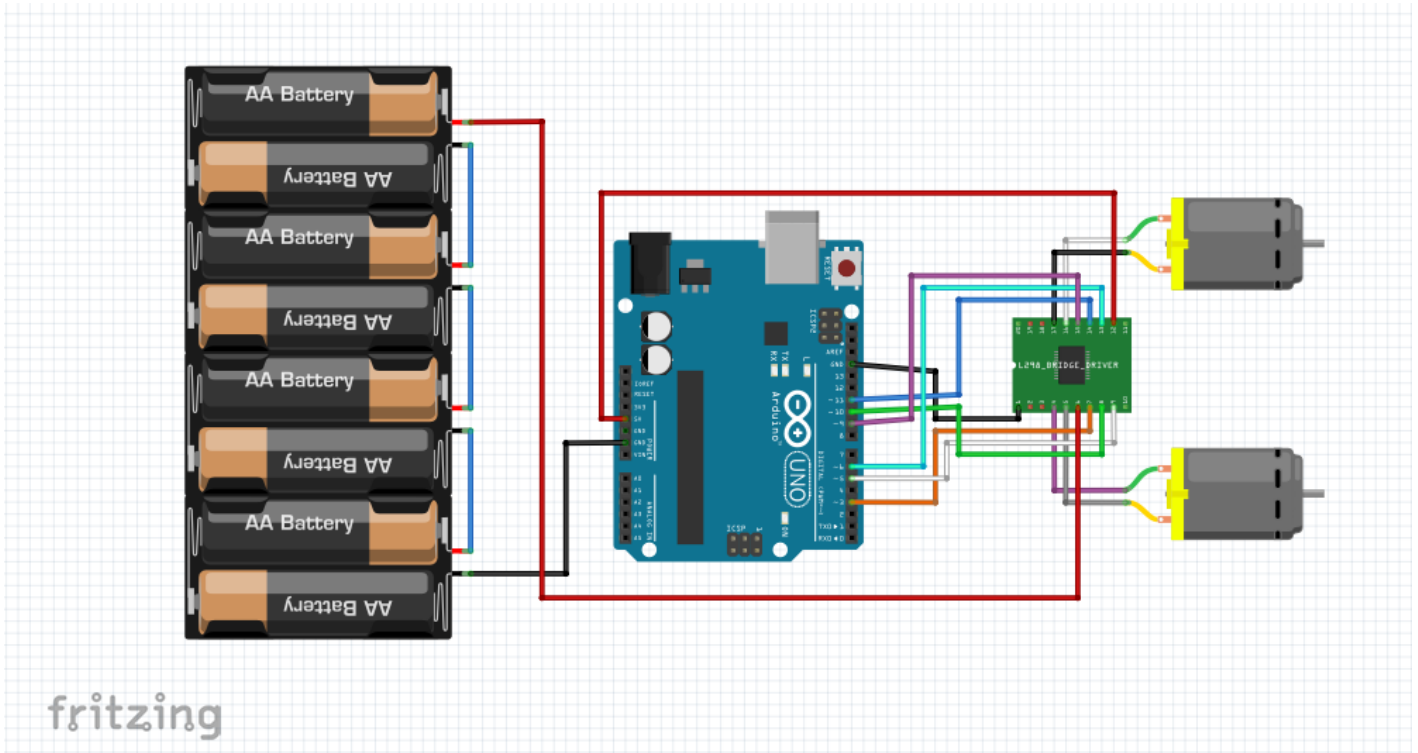 AA Battery
AA Battery
AA Battery
AA Battery
AA Battery
AA Battery
AA Battery
AA Battery
RESET
ICSP2
AREF
GND
13
12
~11
~10
~9
8
7
~6
~5
4
~3
2
TX0▶1
RX0◀0
IOREF
RESET
3V3
5V
GND
GND
VIN
POWER
A0
A1
A2
A3
A4
A5
ANALOG IN
DIGITAL (PWM~)
RX
TX
L
Arduino
UNO
ON
ICSP
1
L298_BRIDGE_DRIVER
fritzing